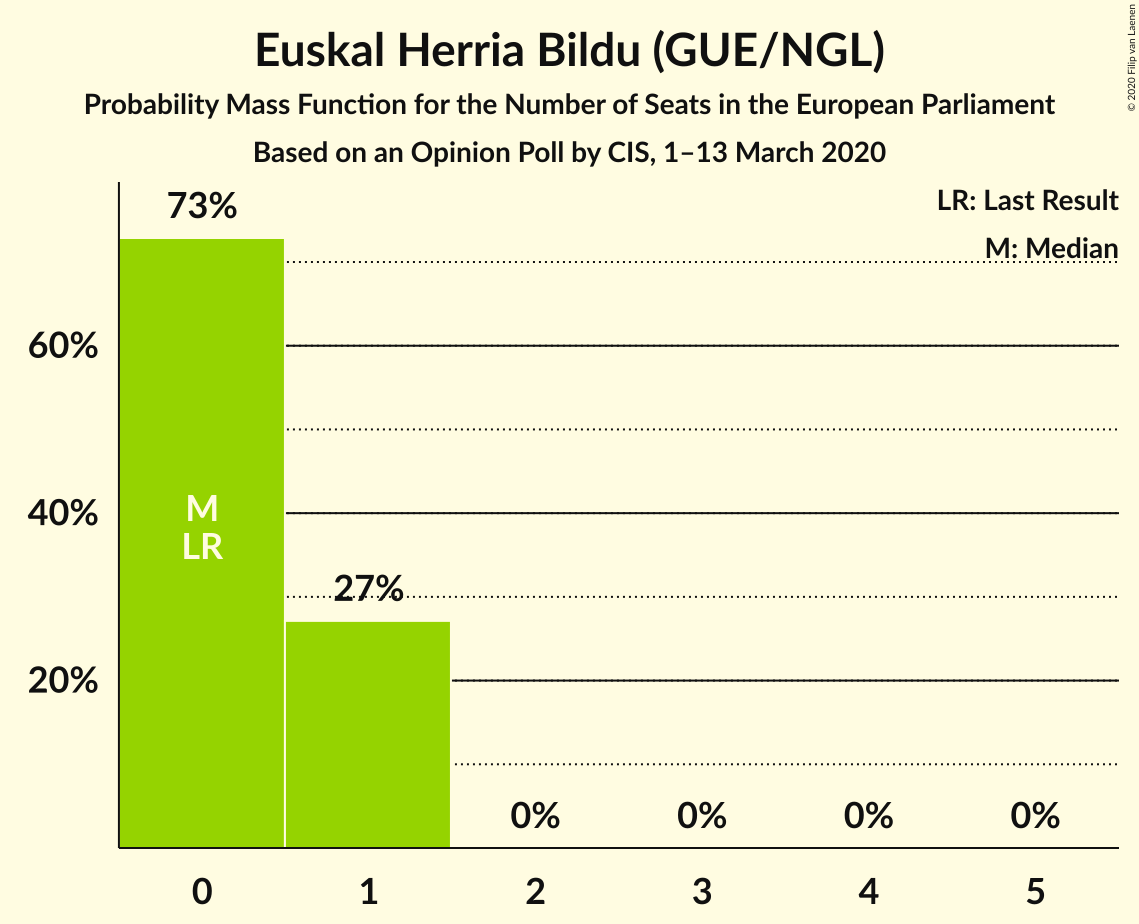 © 2020 Filip van Laenen
Euskal Herria Bildu (GUE/NGL)
Probability Mass Function for the Number of Seats in the European Parliament
Based on an Opinion Poll by CIS, 1–13 March 2020
LR: Last Result
M: Median
73%
60%
40%
20%
M
LR
27%
0% 0% 0% 0%
0 1 2 3 4 5